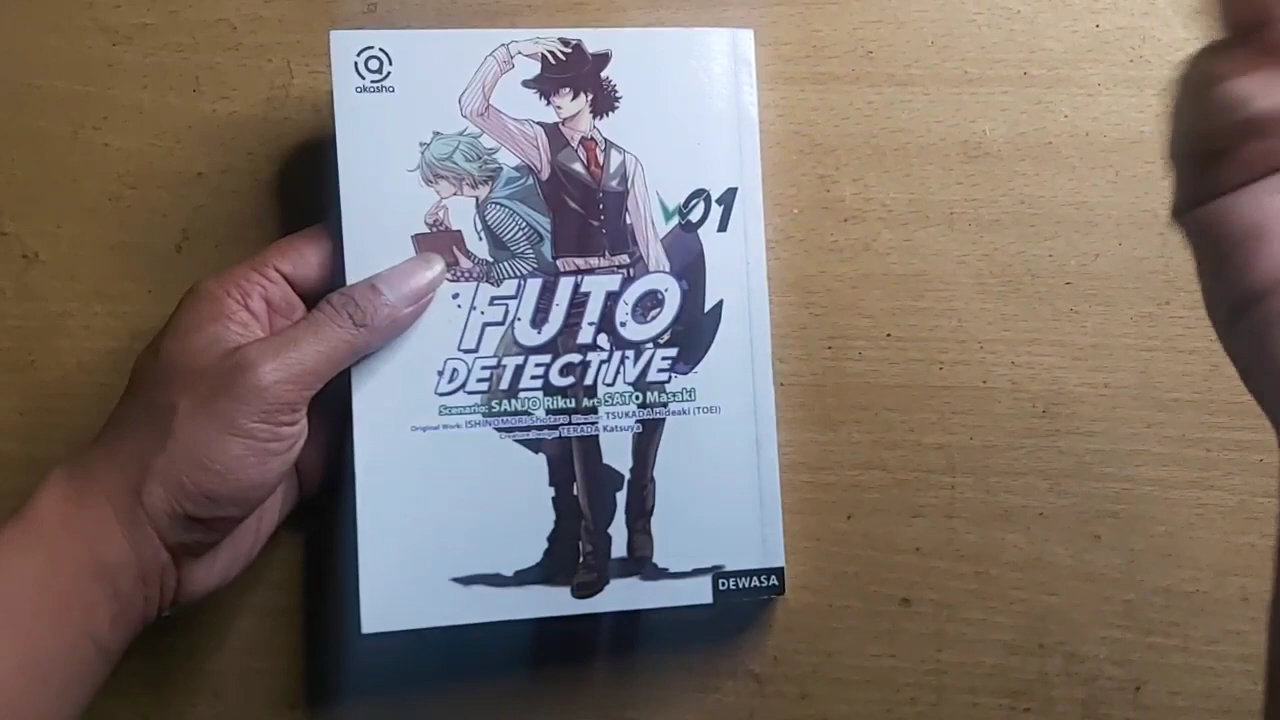 akasha
01
FUTO
DETECTIVE
Scenario: SANJO Riku Art: SATO Masaki
Original Work: ISHINOMORI Shotaro Director: TSUKADA Hideaki (TOEI)
Creature Design: TERADA Katsuya
DEWASA